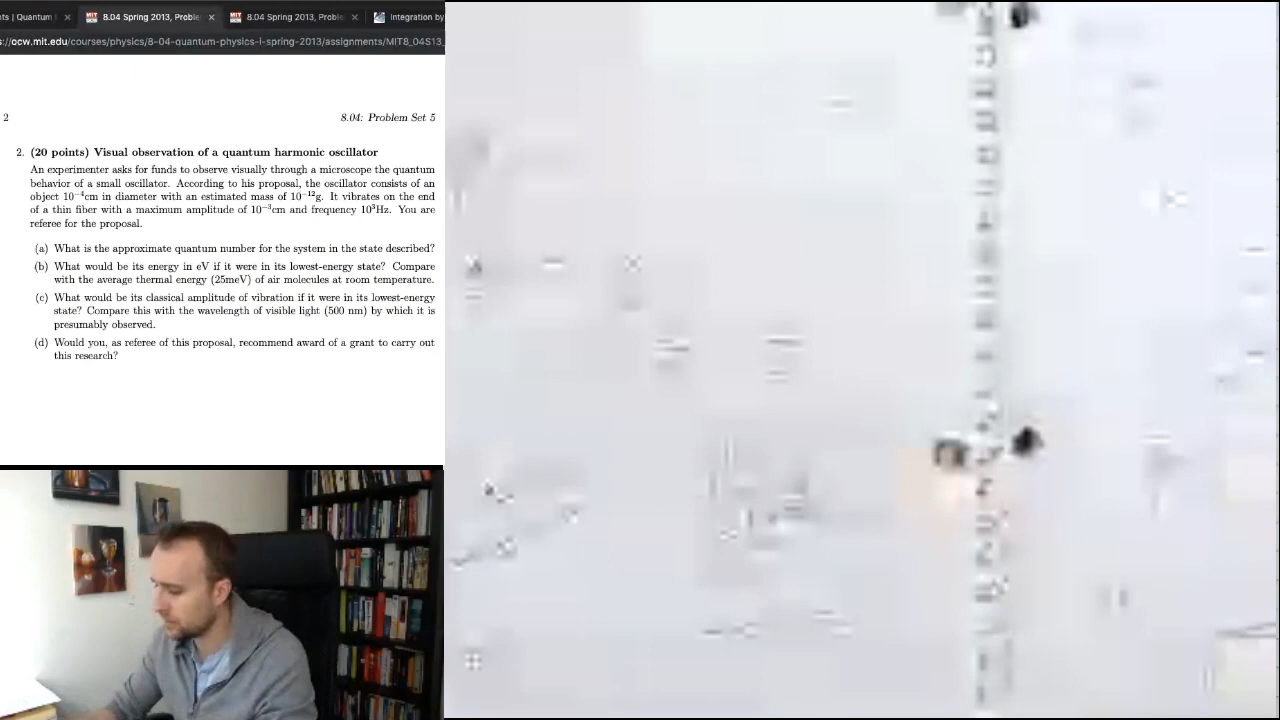 ts | Quantum
8.04 Spring 2013, Proble
8.04 Spring 2013, Proble
Integration by
://ocw.mit.edu/courses/physics/8-04-quantum-physics-i-spring-2013/assignments/MIT8_04S13_
2
8.04: Problem Set 5
2. (20 points) Visual observation of a quantum harmonic oscillator
An experimenter asks for funds to observe visually through a microscope the quantum
behavior of a small oscillator. According to his proposal, the oscillator consists of an
object 10⁻⁴cm in diameter with an estimated mass of 10⁻¹²g. It vibrates on the end
of a thin fiber with a maximum amplitude of 10⁻³cm and frequency 10³Hz. You are
referee for the proposal.
(a) What is the approximate quantum number for the system in the state described?
(b) What would be its energy in eV if it were in its lowest-energy state? Compare
with the average thermal energy (25meV) of air molecules at room temperature.
(c) What would be its classical amplitude of vibration if it were in its lowest-energy
state? Compare this with the wavelength of visible light (500 nm) by which it is
presumably observed.
(d) Would you, as referee of this proposal, recommend award of a grant to carry out
this research?